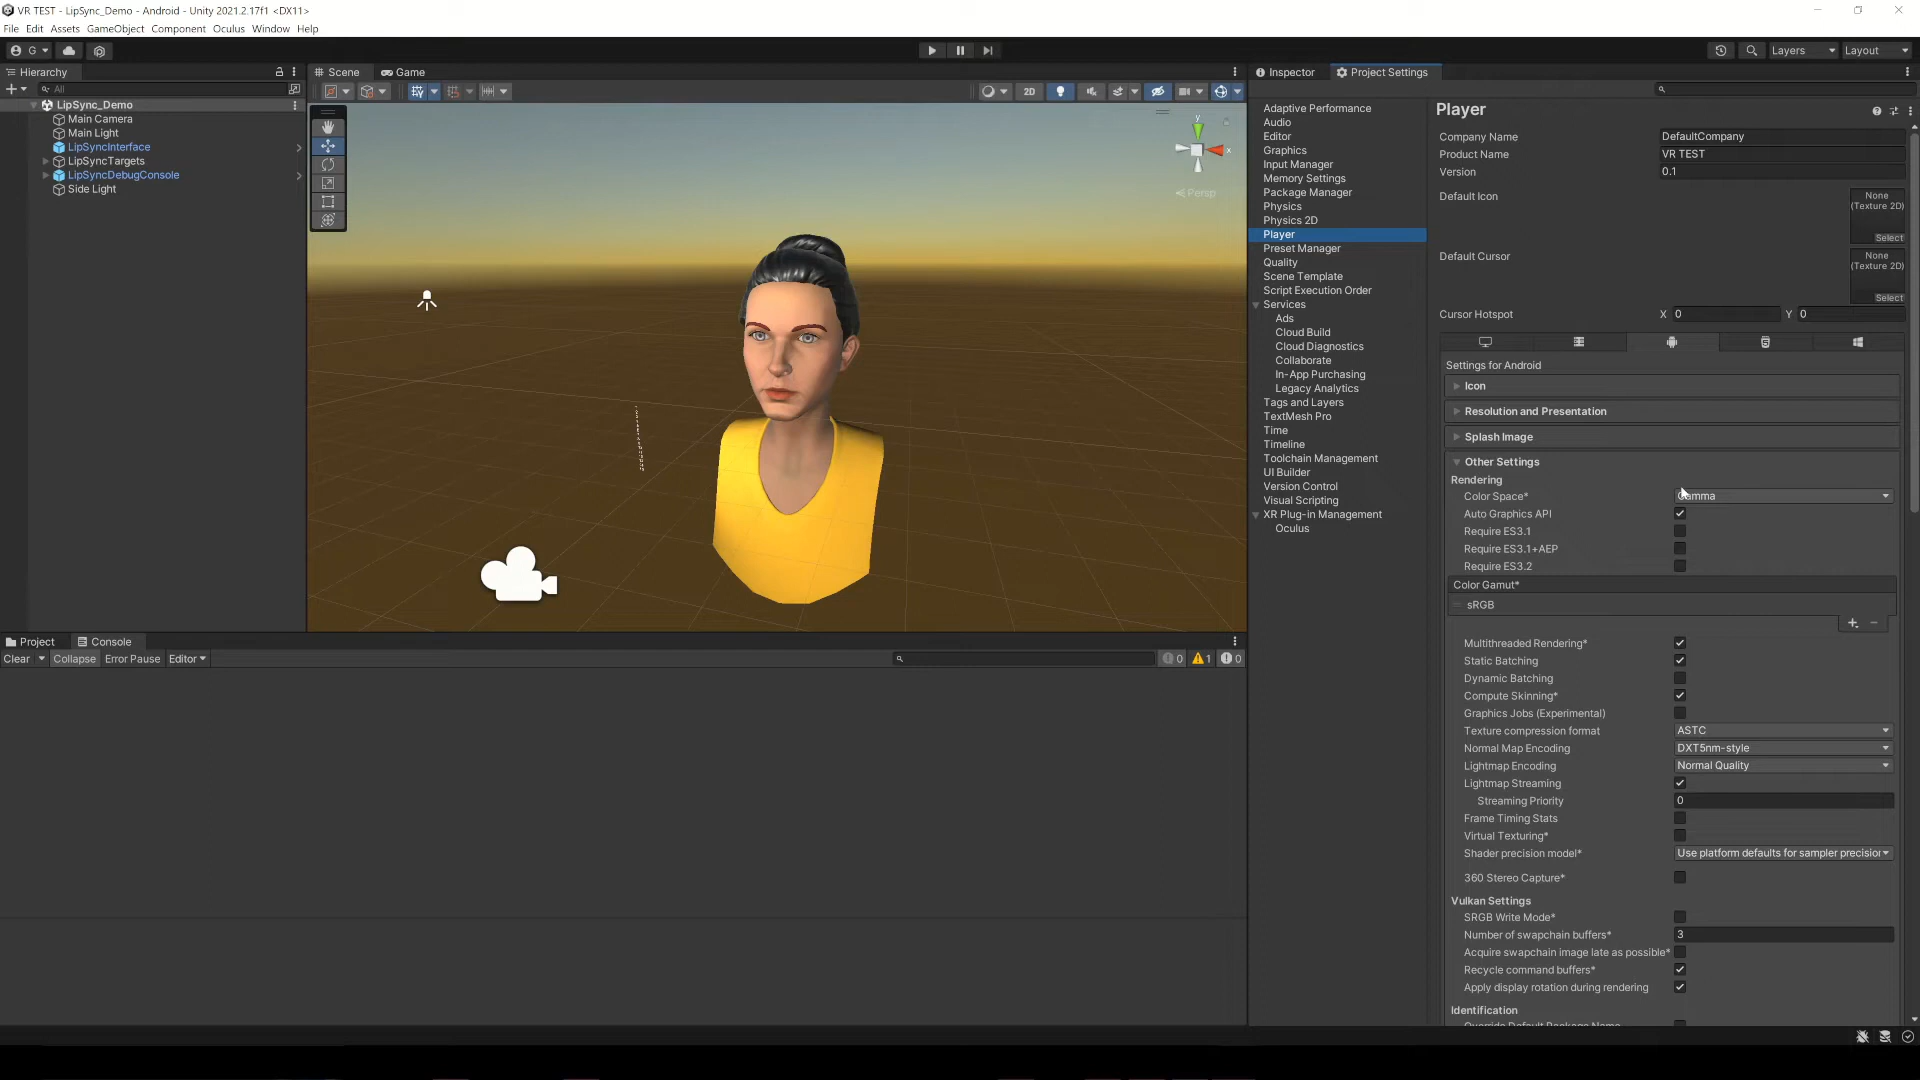 VR TEST - LipSync_Demo - Android - Unity 2021.2.17f1 <DX11>
File Edit Assets GameObject Component Oculus Window Help
G Layers Layout
Hierarchy
All
LipSync_Demo
Main Camera
Main Light
LipSyncInterface
LipSyncTargets
LipSyncDebugConsole
Side Light
Scene Game
2D
y
x
Persp
Project Console
Clear Collapse Error Pause Editor
0 1 0
Inspector Project Settings
Adaptive Performance
Audio
Editor
Graphics
Input Manager
Memory Settings
Package Manager
Physics
Physics 2D
Player
Preset Manager
Quality
Scene Template
Script Execution Order
Services
Ads
Cloud Build
Cloud Diagnostics
Collaborate
In-App Purchasing
Legacy Analytics
Tags and Layers
TextMesh Pro
Time
Timeline
Toolchain Management
UI Builder
Version Control
Visual Scripting
XR Plug-in Management
Oculus
Player
Company Name DefaultCompany
Product Name VR TEST
Version 0.1
Default Icon None
(Texture 2D)
Select
Default Cursor None
(Texture 2D)
Select
Cursor Hotspot X 0 Y 0
Settings for Android
Icon
Resolution and Presentation
Splash Image
Other Settings
Rendering
Color Space* Gamma
Auto Graphics API
Require ES3.1
Require ES3.1+AEP
Require ES3.2
Color Gamut*
sRGB
Multithreaded Rendering*
Static Batching
Dynamic Batching
Compute Skinning*
Graphics Jobs (Experimental)
Texture compression format ASTC
Normal Map Encoding DXT5nm-style
Lightmap Encoding Normal Quality
Lightmap Streaming
Streaming Priority 0
Frame Timing Stats
Virtual Texturing*
Shader precision model* Use platform defaults for sampler precision
360 Stereo Capture*
Vulkan Settings
SRGB Write Mode*
Number of swapchain buffers* 3
Acquire swapchain image late as possible*
Recycle command buffers*
Apply display rotation during rendering
Identification
Override Default Package Name